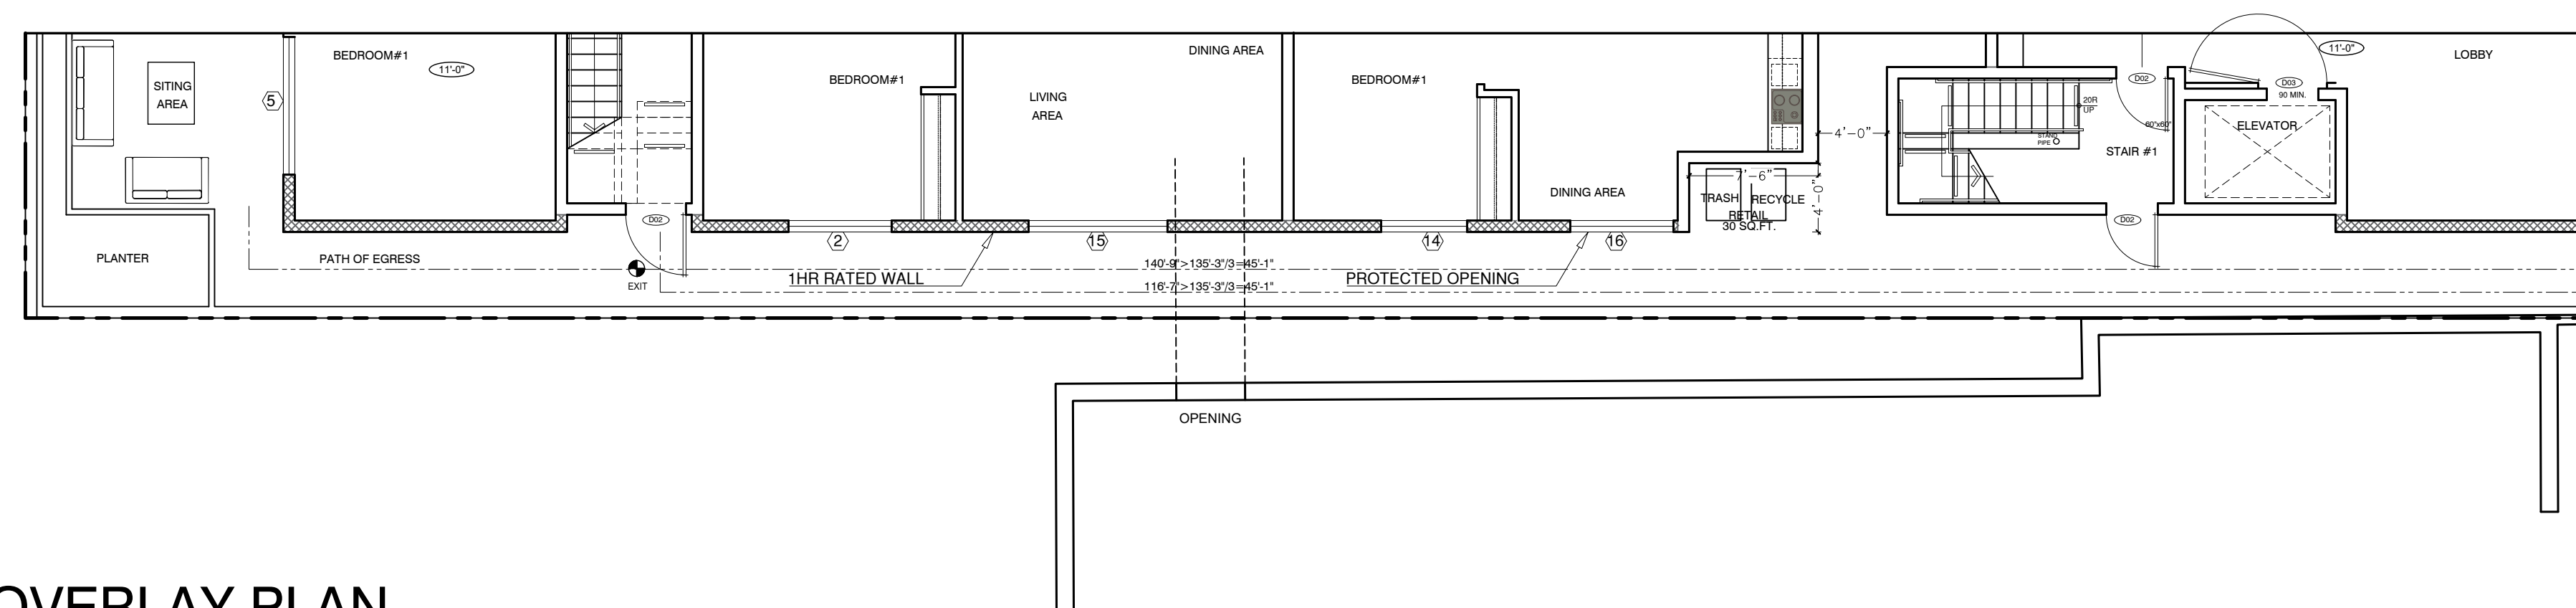 BEDROOM#1
11'-0"
SITING
AREA
5
PLANTER
PATH OF EGRESS
D02
EXIT
BEDROOM#1
2
1HR RATED WALL
LIVING
AREA
DINING AREA
15
140'-9">135'-3"/3=45'-1"
116'-7">135'-3"/3=45'-1"
OPENING
BEDROOM#1
14
PROTECTED OPENING
DINING AREA
16
7'-6"
TRASH
RECYCLE
RETAIL
30 SQ.FT.
4'-0"
4'-0"
20R
UP
STAND
PIPE
STAIR #1
D02
60"x60"
D02
D03
90 MIN.
ELEVATOR
11'-0"
LOBBY
OVERLAY PLAN